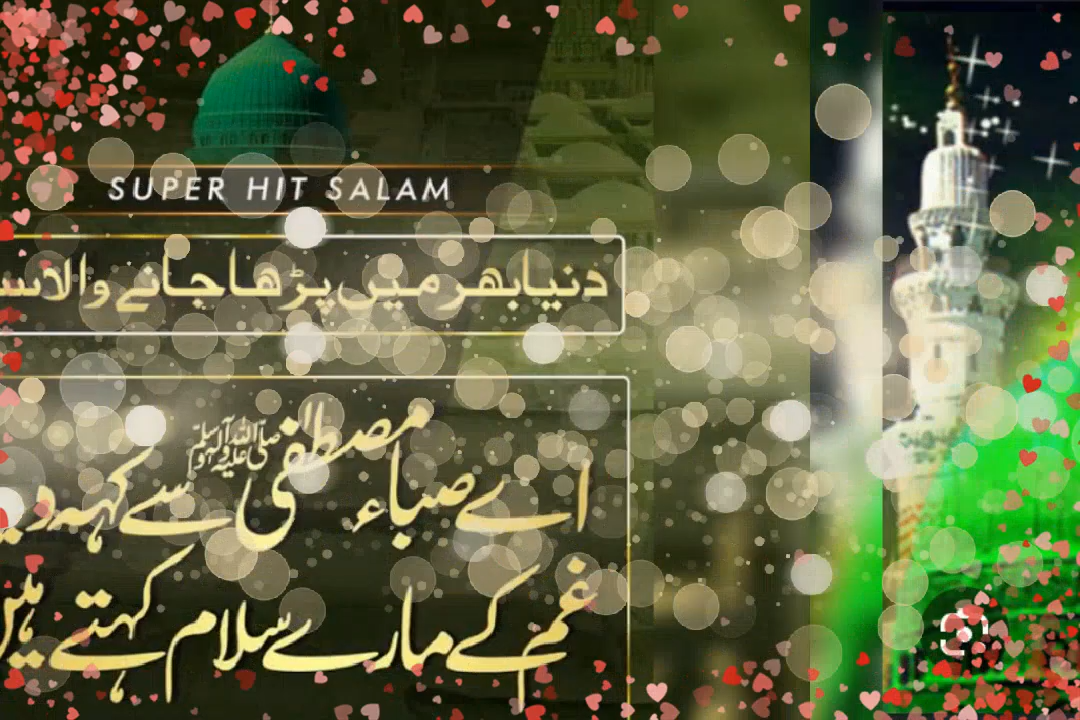 SUPER HIT SALAM
دنیا بھر میں پڑھا جانے والا
اے صباء مصطفی ﷺ سے کہہ
غم کے مارے سلام کہتے ہیں